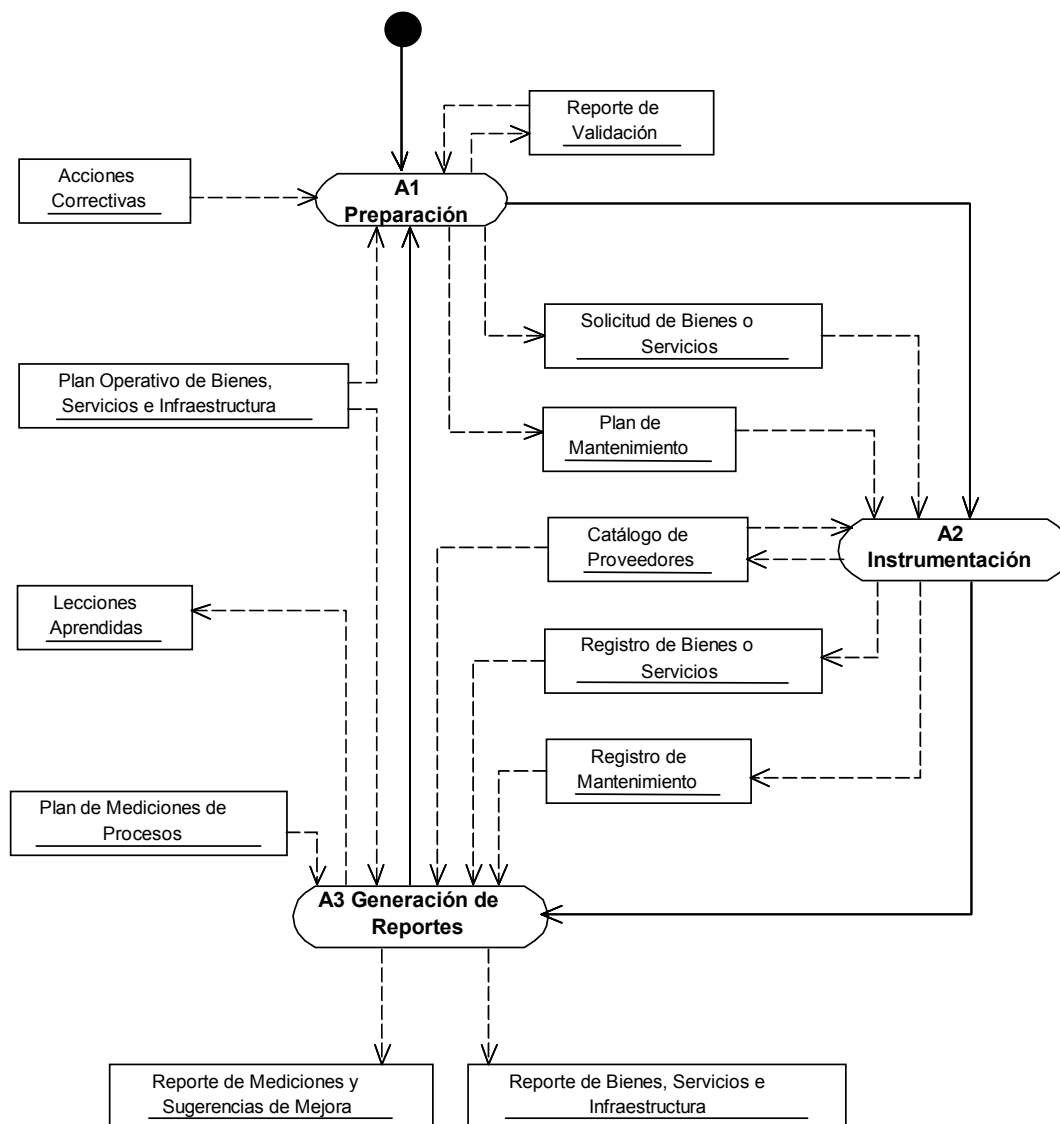 Reporte de
Validación
Acciones
Correctivas
A1
Preparación
Solicitud de Bienes o
Servicios
Plan Operativo de Bienes,
Servicios e Infraestructura
Plan de
Mantenimiento
Catálogo de
Proveedores
A2
Instrumentación
Lecciones
Aprendidas
Registro de Bienes o
Servicios
Registro de
Mantenimiento
Plan de Mediciones de
Procesos
A3 Generación de
Reportes
Reporte de Mediciones y
Sugerencias de Mejora
Reporte de Bienes, Servicios e
Infraestructura